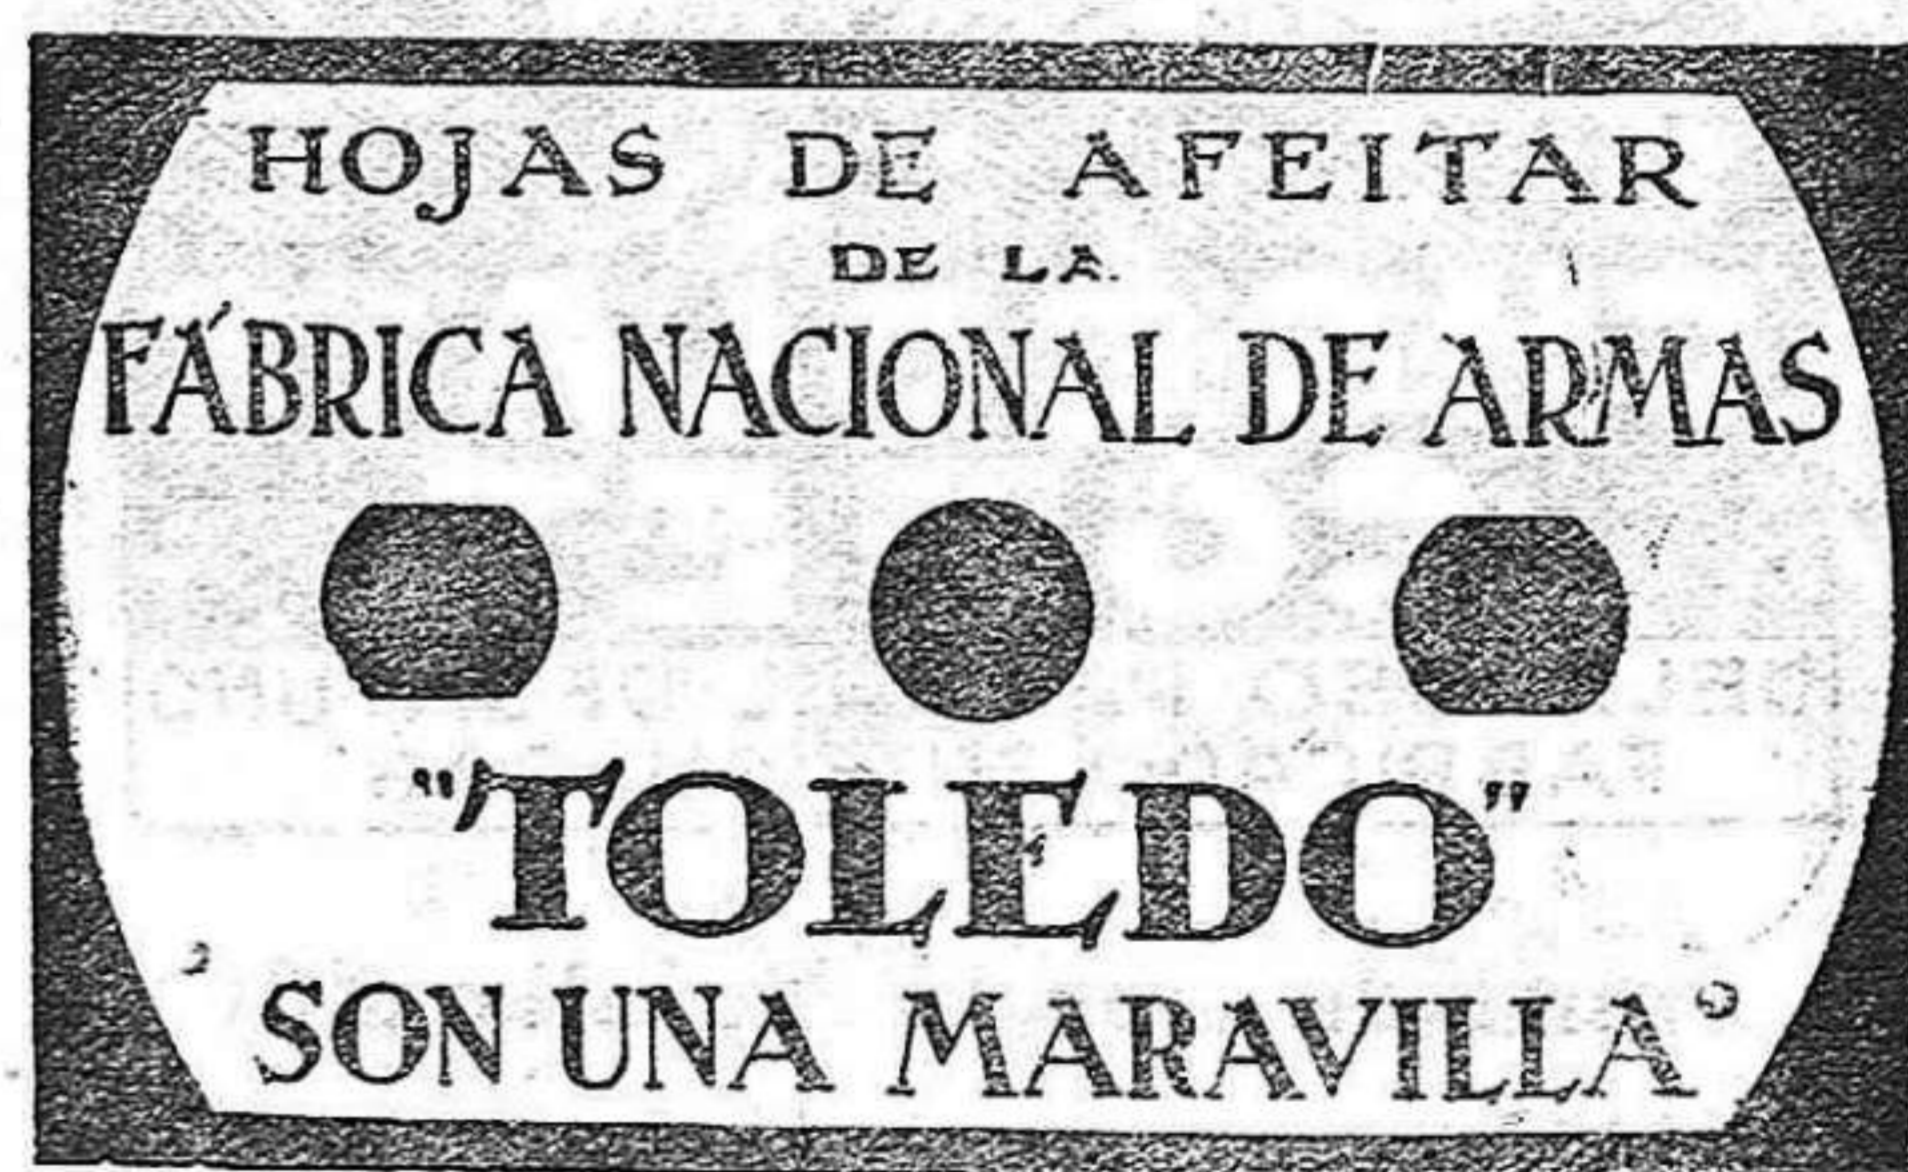 HOJAS DE AFEITAR
DE LA
FÁBRICA NACIONAL DE ARMAS
"TOLEDO"
SON UNA MARAVILLA